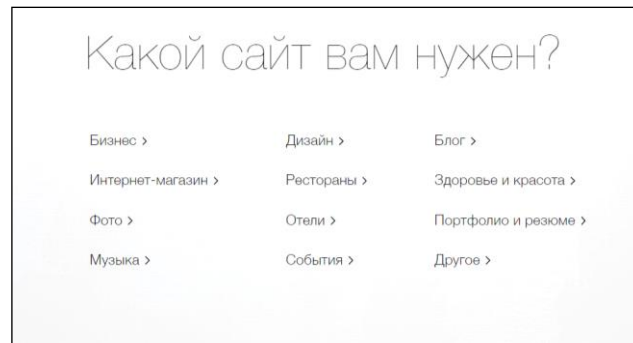 Какой сайт вам нужен?
Бизнес >
Дизайн >
Блог >
Интернет-магазин >
Рестораны >
Здоровье и красота >
Фото >
Отели >
Портфолио и резюме >
Музыка >
События >
Другое >